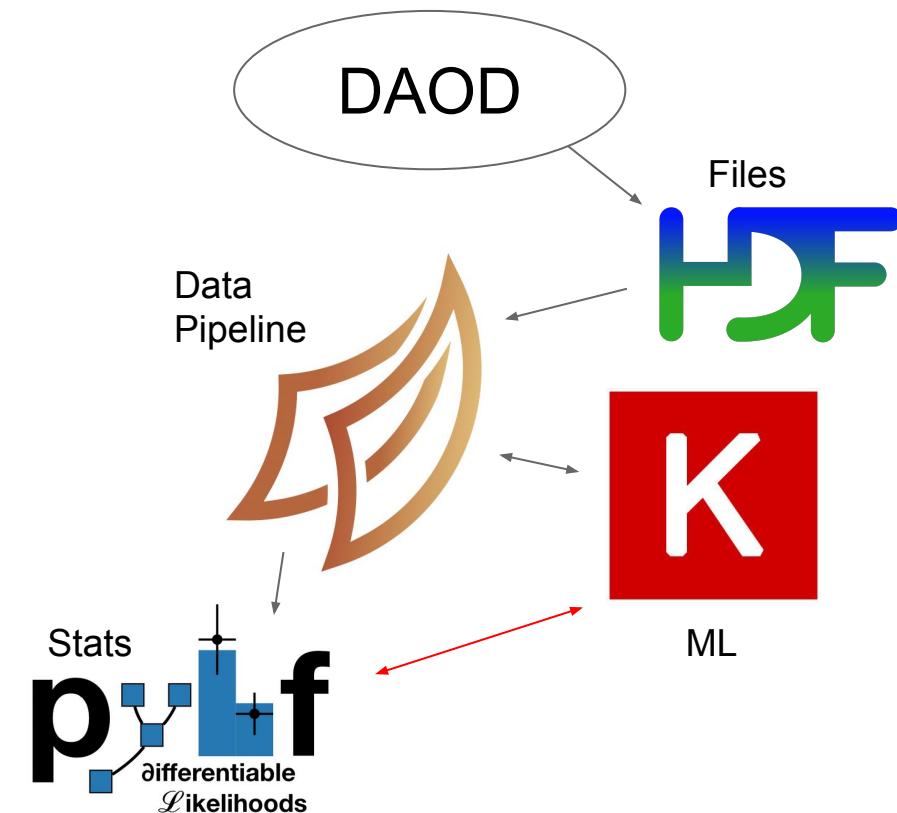 DAOD
Files
HDF
Data
Pipeline
K
ML
Stats
pyhf
∂ifferentiable
ℒikelihoods